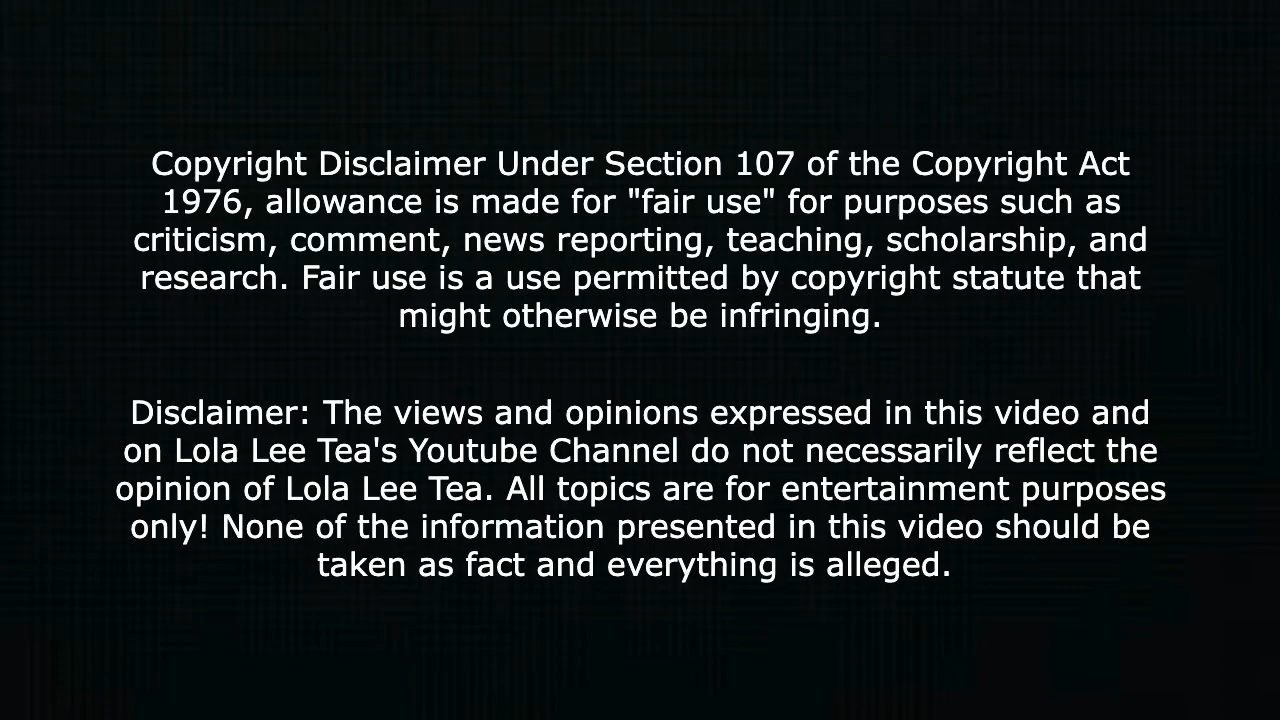 Copyright Disclaimer Under Section 107 of the Copyright Act
1976, allowance is made for "fair use" for purposes such as
criticism, comment, news reporting, teaching, scholarship, and
research. Fair use is a use permitted by copyright statute that
might otherwise be infringing.
Disclaimer: The views and opinions expressed in this video and
on Lola Lee Tea's Youtube Channel do not necessarily reflect the
opinion of Lola Lee Tea. All topics are for entertainment purposes
only! None of the information presented in this video should be
taken as fact and everything is alleged.